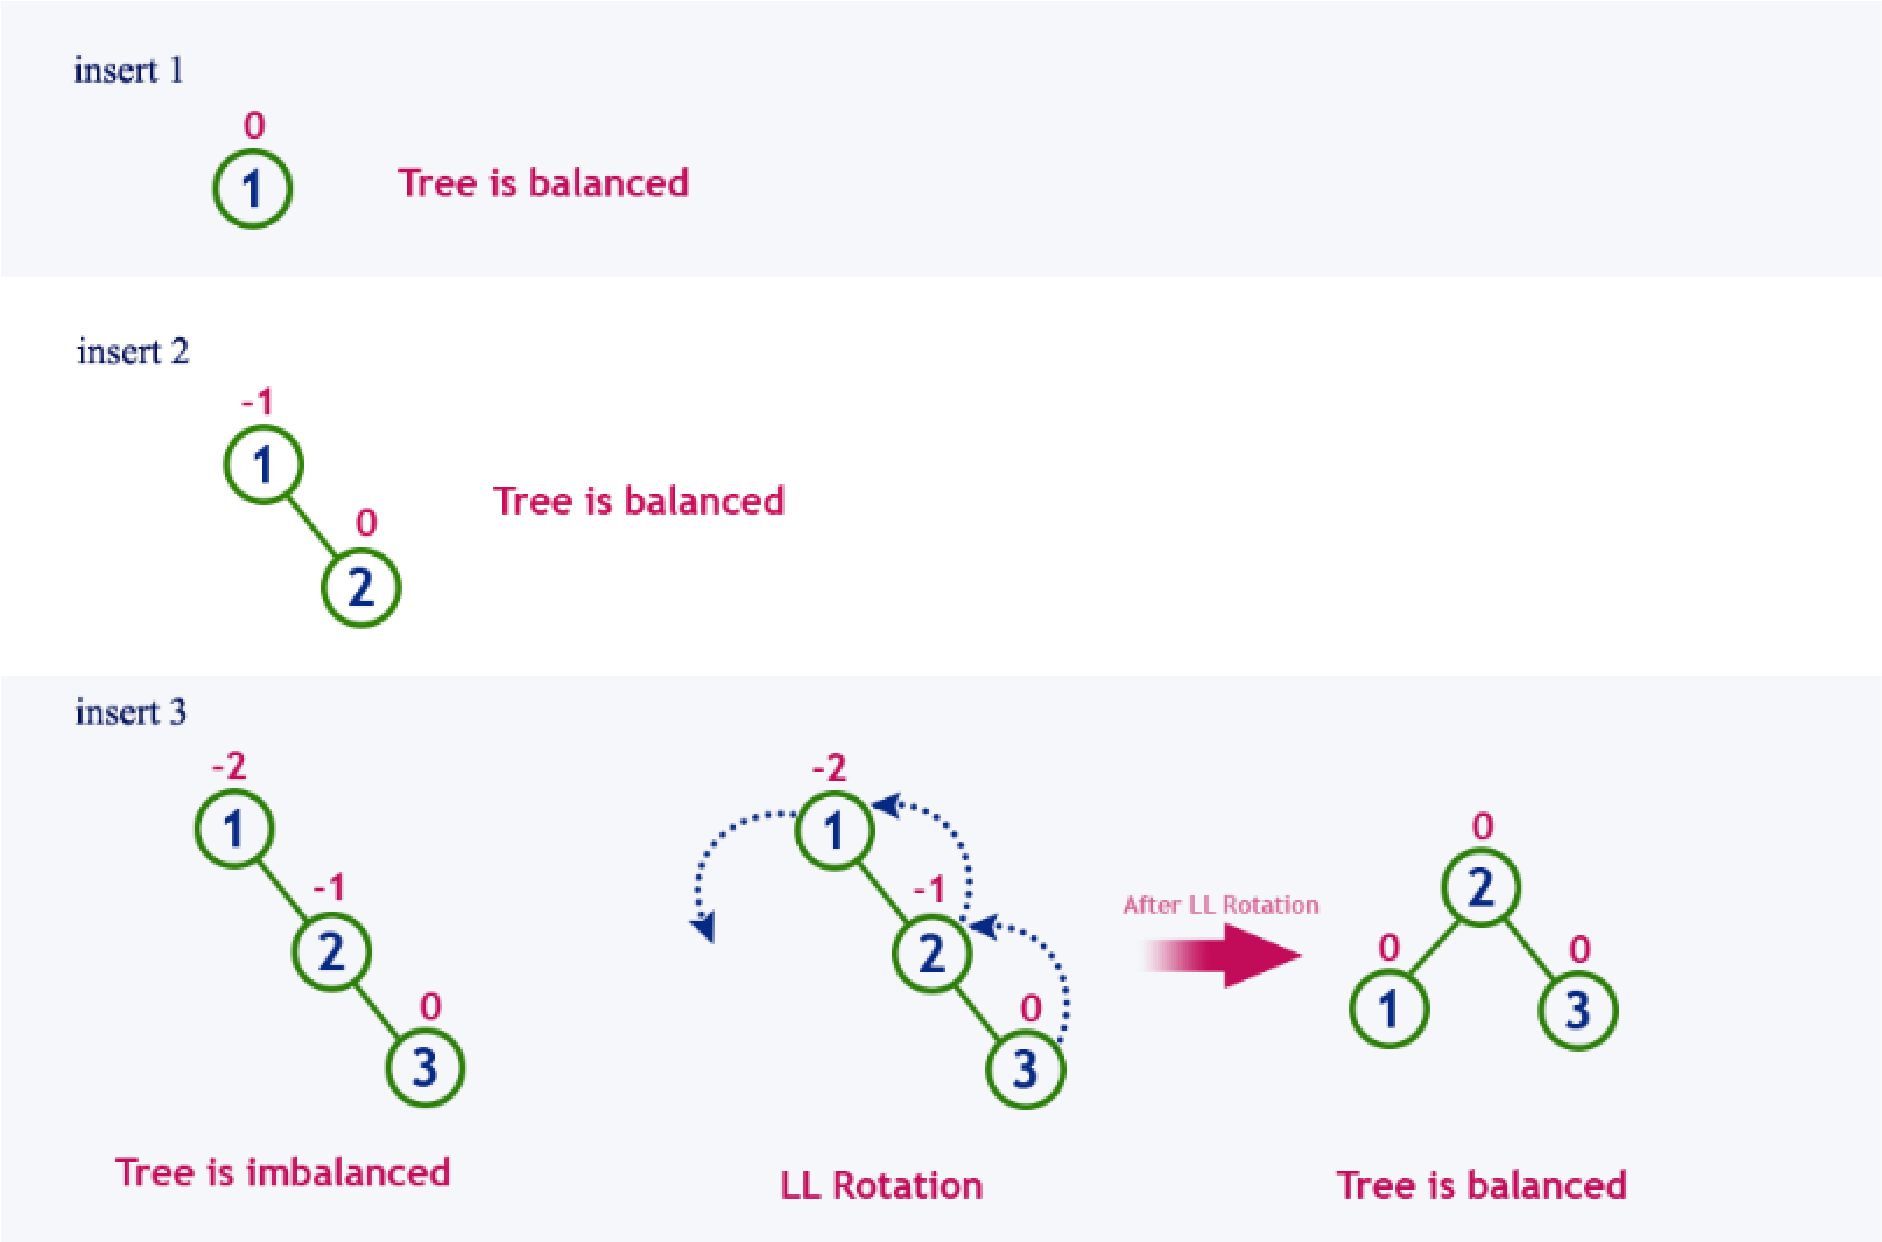 insert 1
0
1
Tree is balanced
insert 2
-1
1
0
2
Tree is balanced
insert 3
-2
1
-1
2
0
3
Tree is imbalanced
-2
1
-1
2
0
3
LL Rotation
After LL Rotation
0
2
0
1
0
3
Tree is balanced